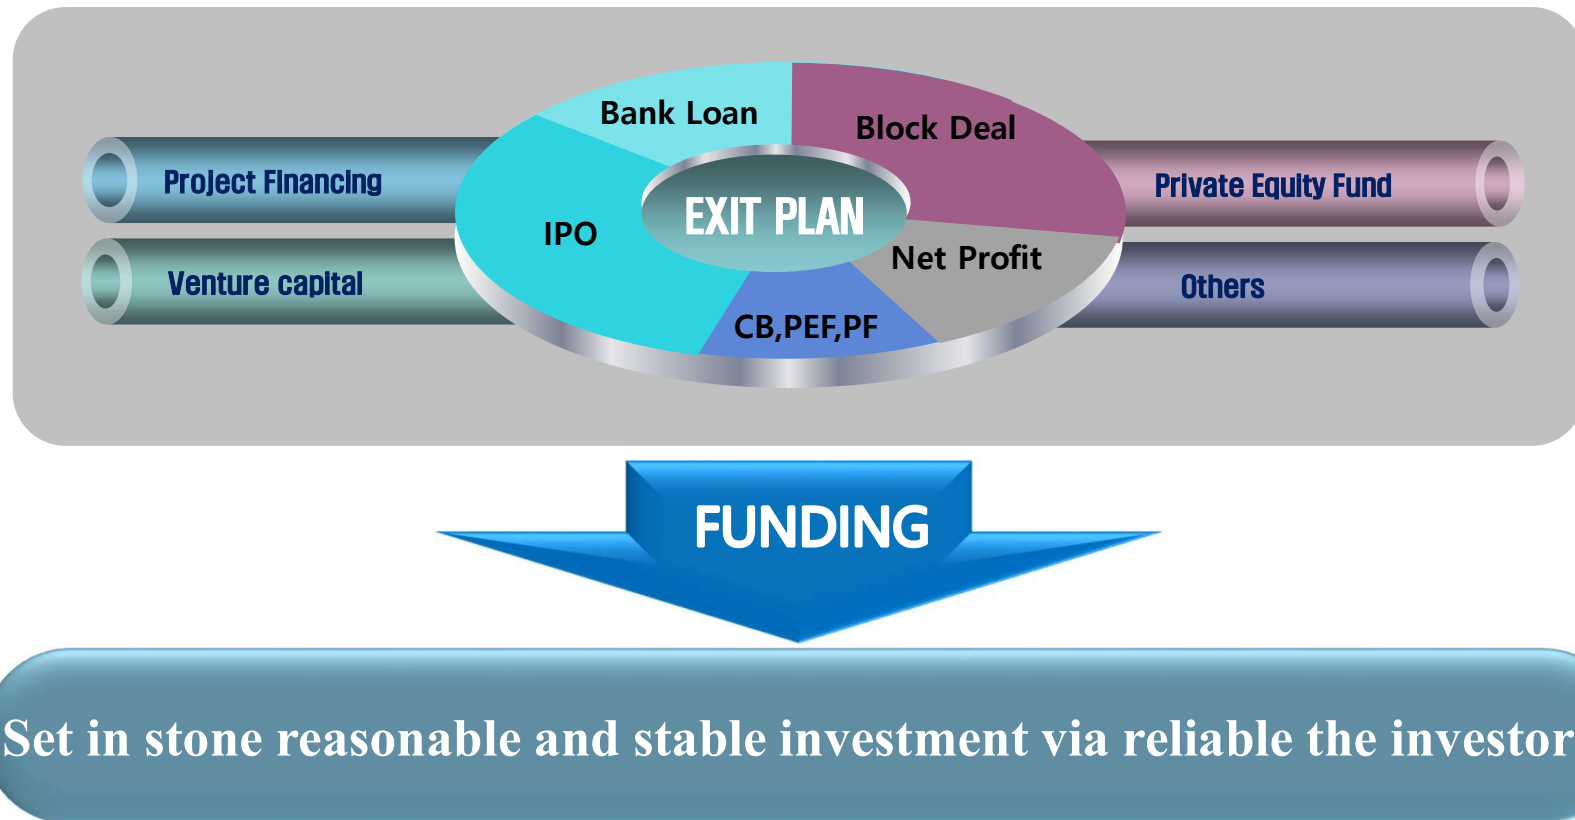 Bank Loan
Block Deal
Project Financing
Private Equity Fund
EXIT PLAN
IPO
Net Profit
Venture capital
Others
CB,PEF,PF
FUNDING
Set in stone reasonable and stable investment via reliable the investor